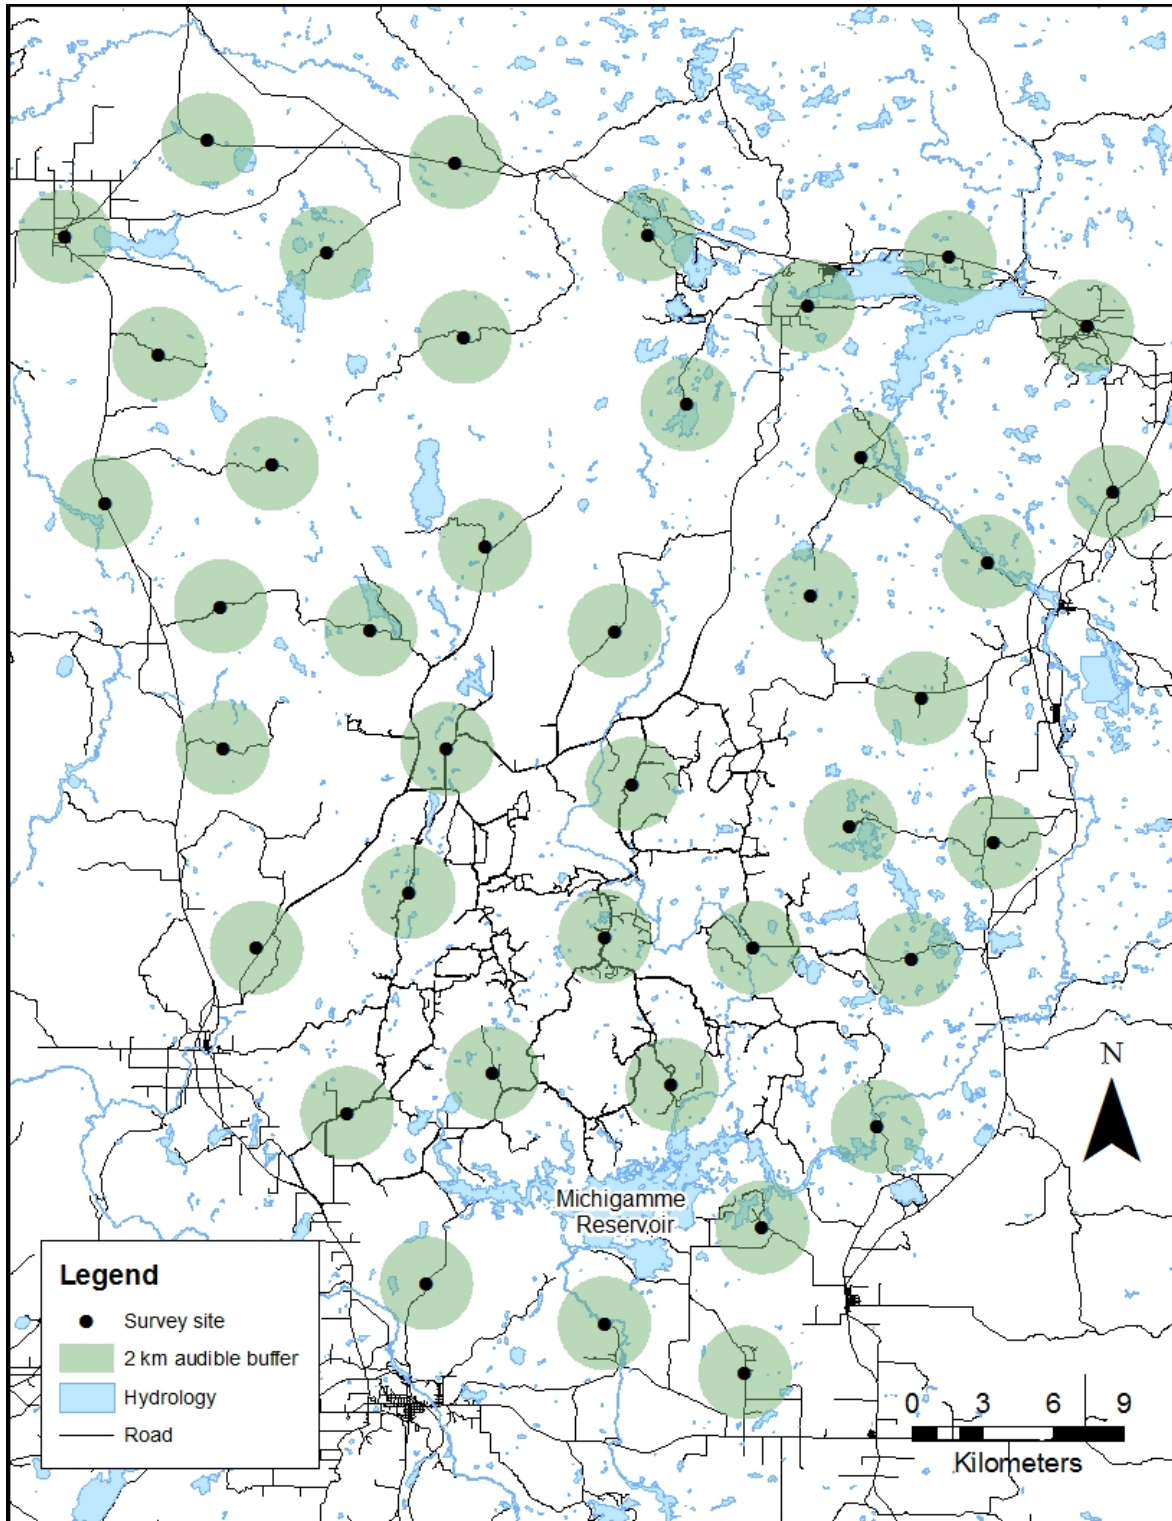 N
Michigamme
Reservoir
Legend
Survey site
2 km audible buffer
Hydrology
Road
0 3 6 9
Kilometers